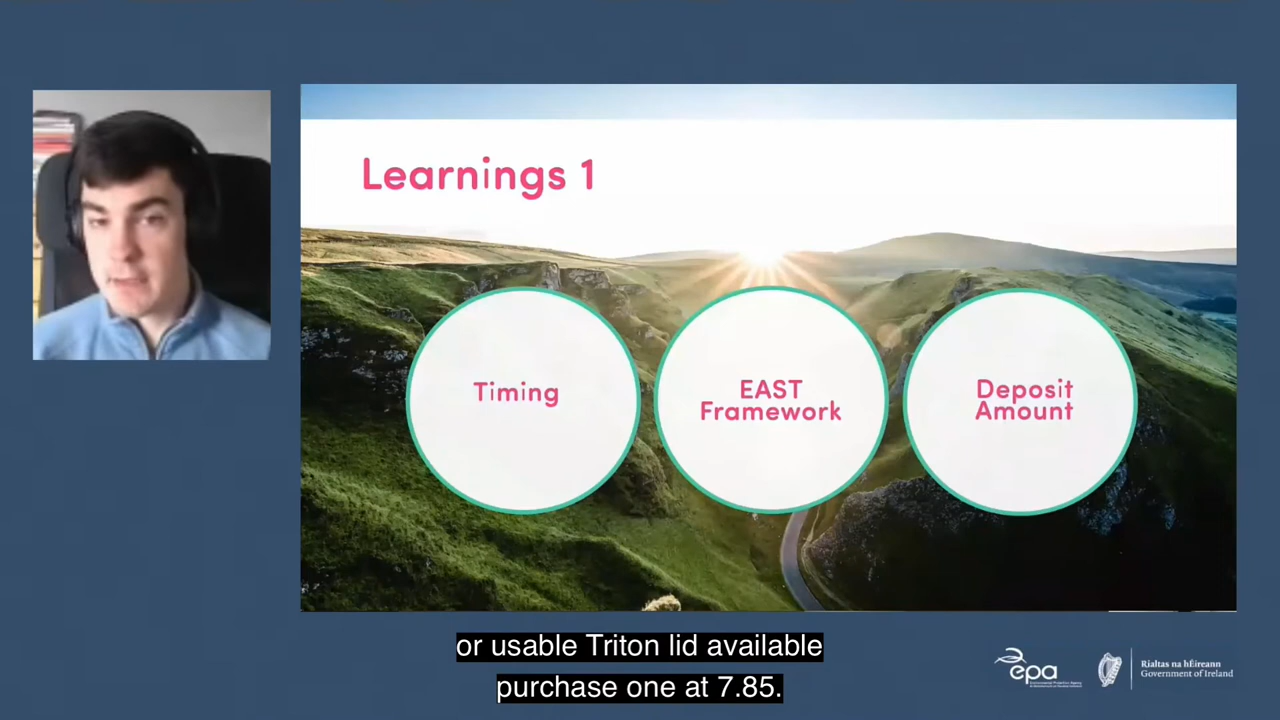 Learnings 1
Timing
EAST
Framework
Deposit
Amount
or usable Triton lid available
purchase one at 7.85.
epa
Rialtas na hÉireann
Government of Ireland